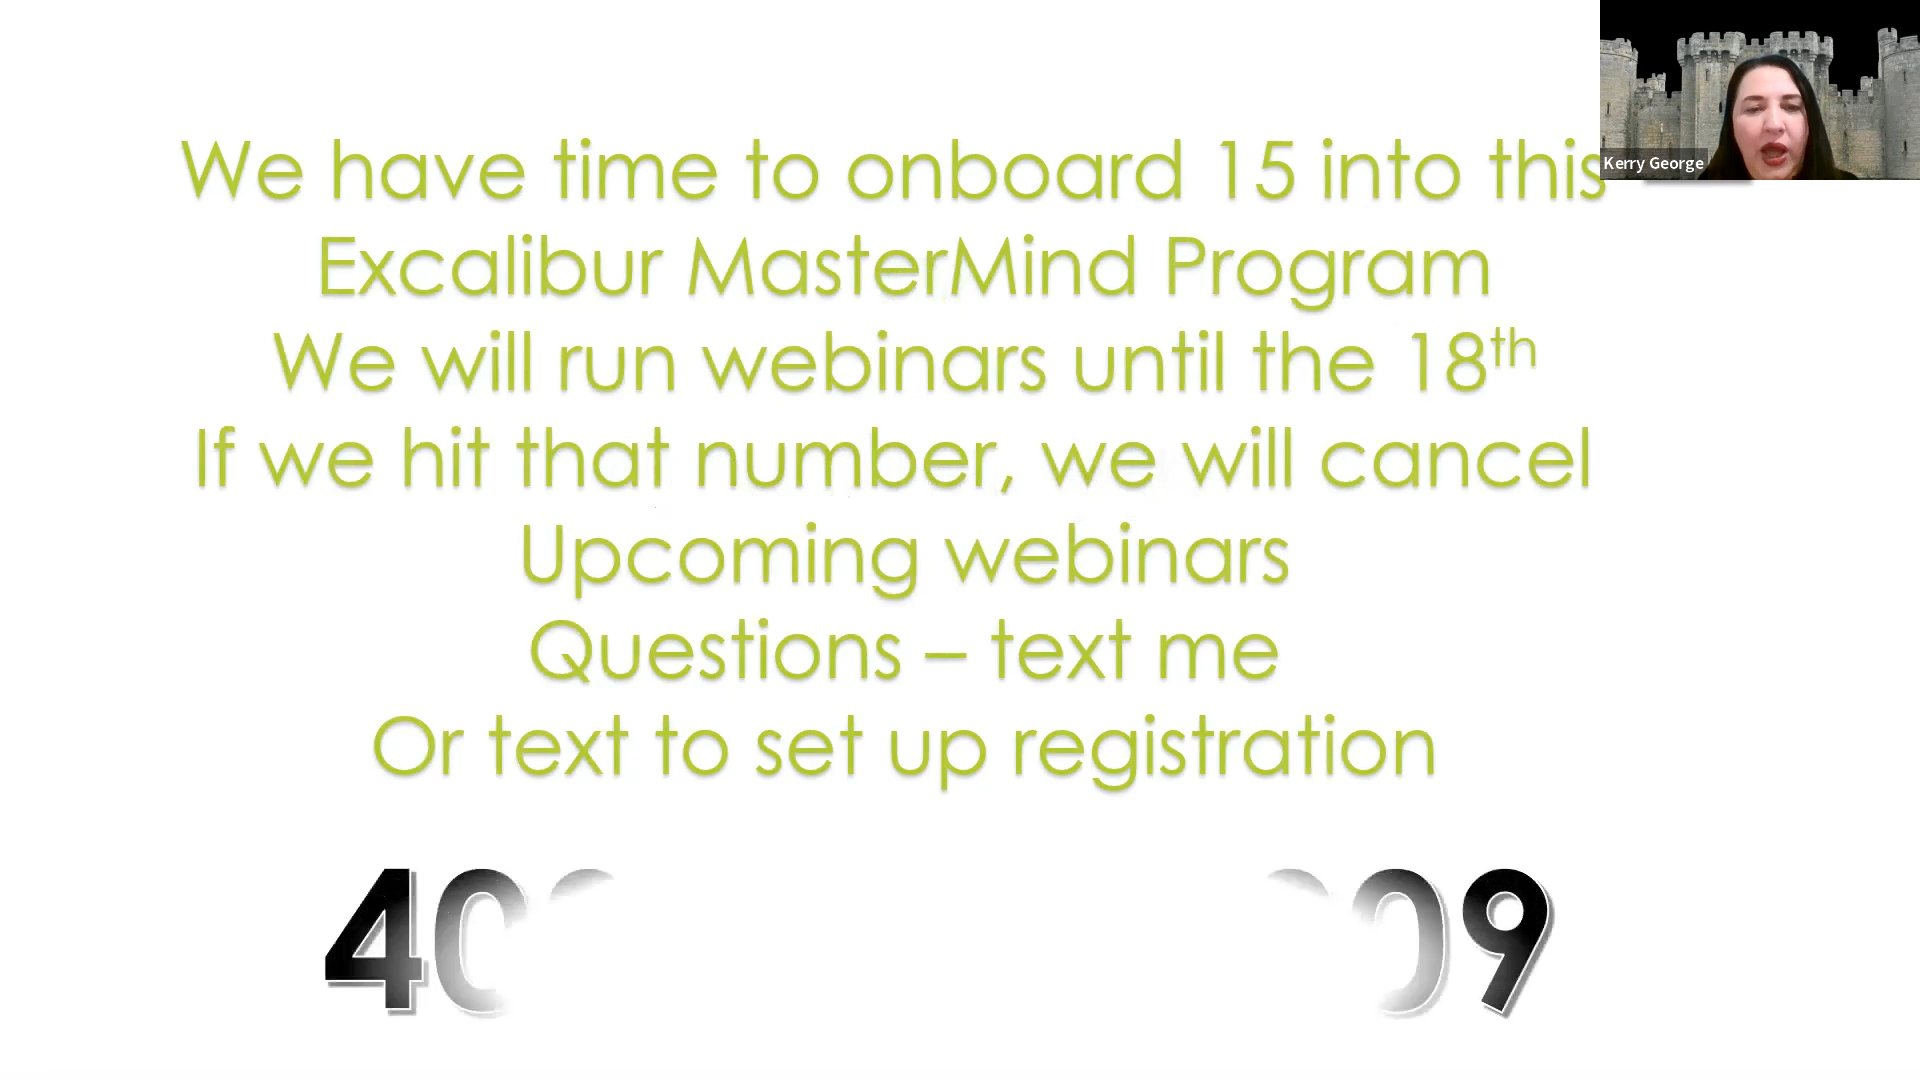 We have time to onboard 15 into this
Excalibur MasterMind Program
We will run webinars until the 18th
If we hit that number, we will cancel
Upcoming webinars
Questions – text me
Or text to set up registration
Kerry George